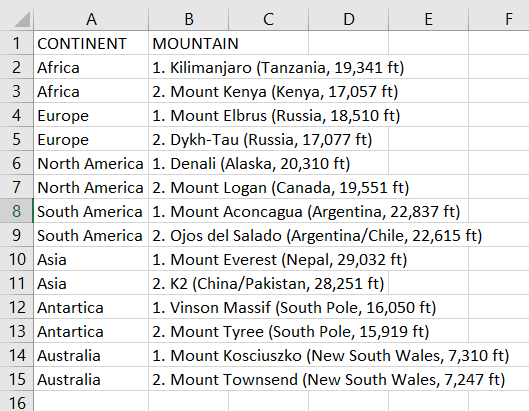 A B C D E F
1 CONTINENT MOUNTAIN
2 Africa 1. Kilimanjaro (Tanzania, 19,341 ft)
3 Africa 2. Mount Kenya (Kenya, 17,057 ft)
4 Europe 1. Mount Elbrus (Russia, 18,510 ft)
5 Europe 2. Dykh-Tau (Russia, 17,077 ft)
6 North America 1. Denali (Alaska, 20,310 ft)
7 North America 2. Mount Logan (Canada, 19,551 ft)
8 South America 1. Mount Aconcagua (Argentina, 22,837 ft)
9 South America 2. Ojos del Salado (Argentina/Chile, 22,615 ft)
10 Asia 1. Mount Everest (Nepal, 29,032 ft)
11 Asia 2. K2 (China/Pakistan, 28,251 ft)
12 Antartica 1. Vinson Massif (South Pole, 16,050 ft)
13 Antartica 2. Mount Tyree (South Pole, 15,919 ft)
14 Australia 1. Mount Kosciuszko (New South Wales, 7,310 ft)
15 Australia 2. Mount Townsend (New South Wales, 7,247 ft)
16